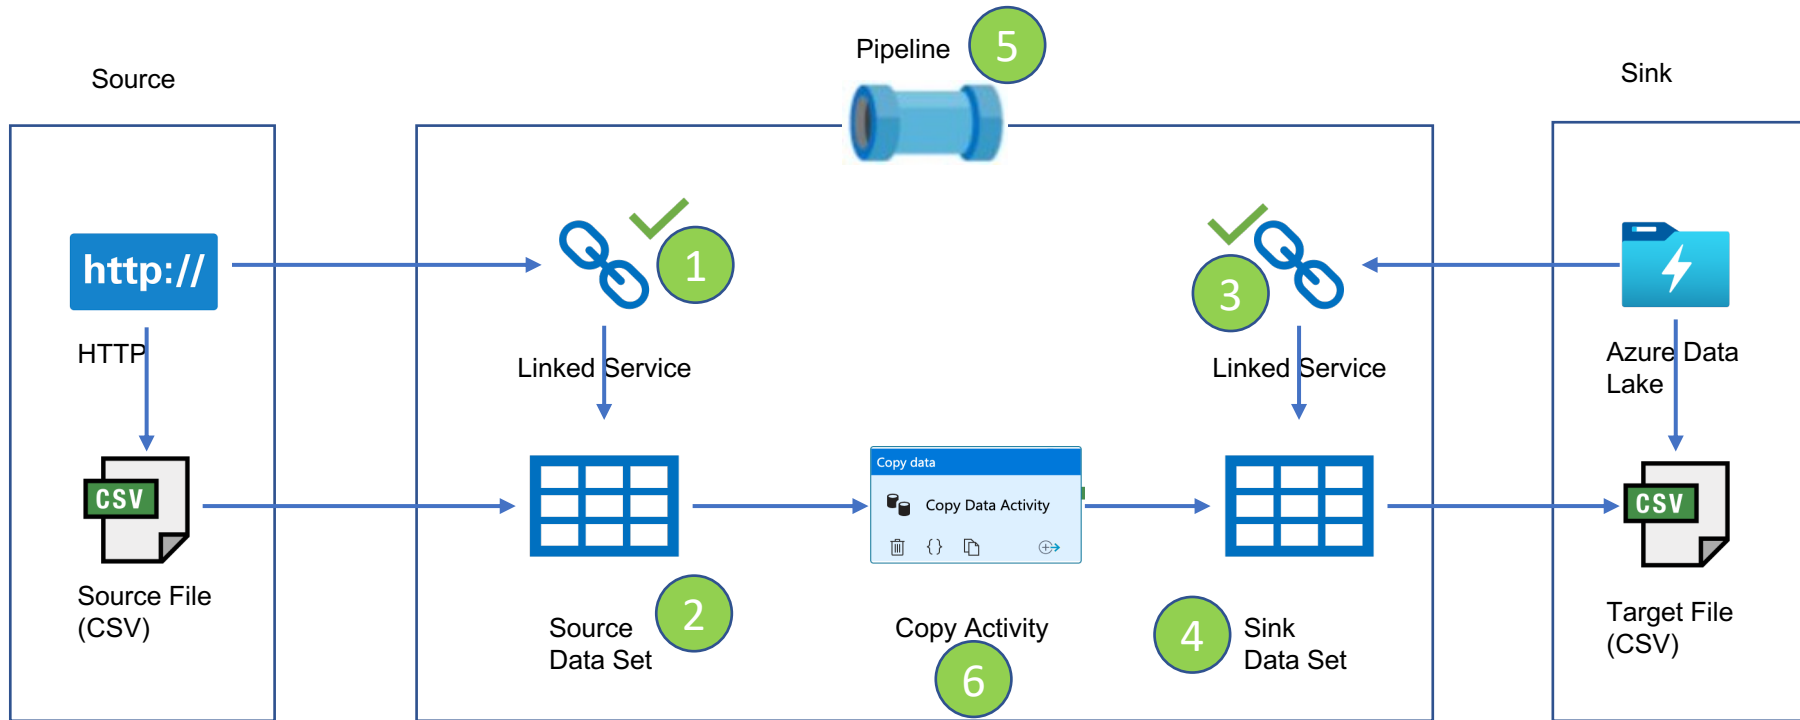 Pipeline
5
Source
Sink
http://
1
3
HTTP
Linked Service
Linked Service
Azure Data
Lake
CSV
Copy data
Copy Data Activity
{}
CSV
Source File
(CSV)
2
Source
Data Set
Copy Activity
6
4
Sink
Data Set
Target File
(CSV)